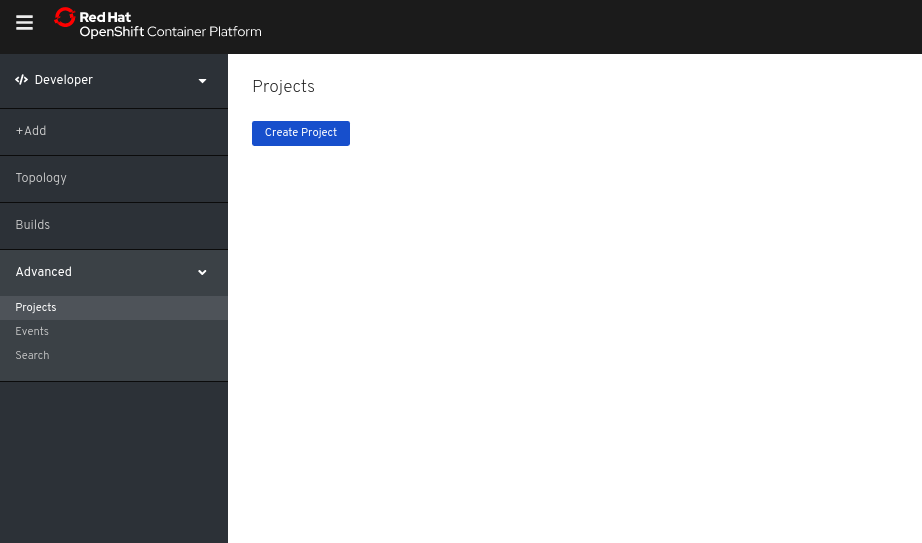 Red Hat
OpenShift Container Platform
Developer
+Add
Topology
Builds
Advanced
Projects
Events
Search
Projects
Create Project